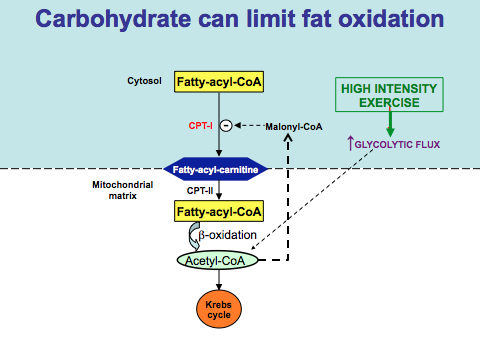 Carbohydrate can limit fat oxidation
Cytosol
Fatty-acyl-CoA
HIGH INTENSITY
EXERCISE
CPT-I
-
Malonyl-CoA
↑GLYCOLYTIC FLUX
Fatty-acyl-carnitine
Mitochondrial
matrix
CPT-II
Fatty-acyl-CoA
β-oxidation
Acetyl-CoA
Krebs
cycle